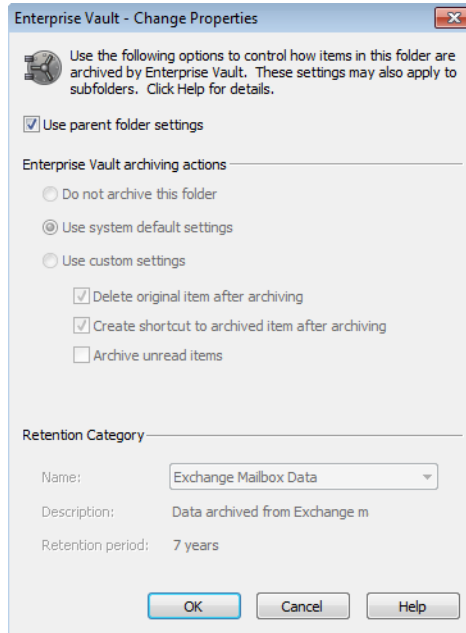 Enterprise Vault - Change Properties
Use the following options to control how items in this folder are
archived by Enterprise Vault. These settings may also apply to
subfolders. Click Help for details.
Use parent folder settings
Enterprise Vault archiving actions
Do not archive this folder
Use system default settings
Use custom settings
Delete original item after archiving
Create shortcut to archived item after archiving
Archive unread items
Retention Category
Name: Exchange Mailbox Data
Description: Data archived from Exchange m
Retention period: 7 years
OK Cancel Help